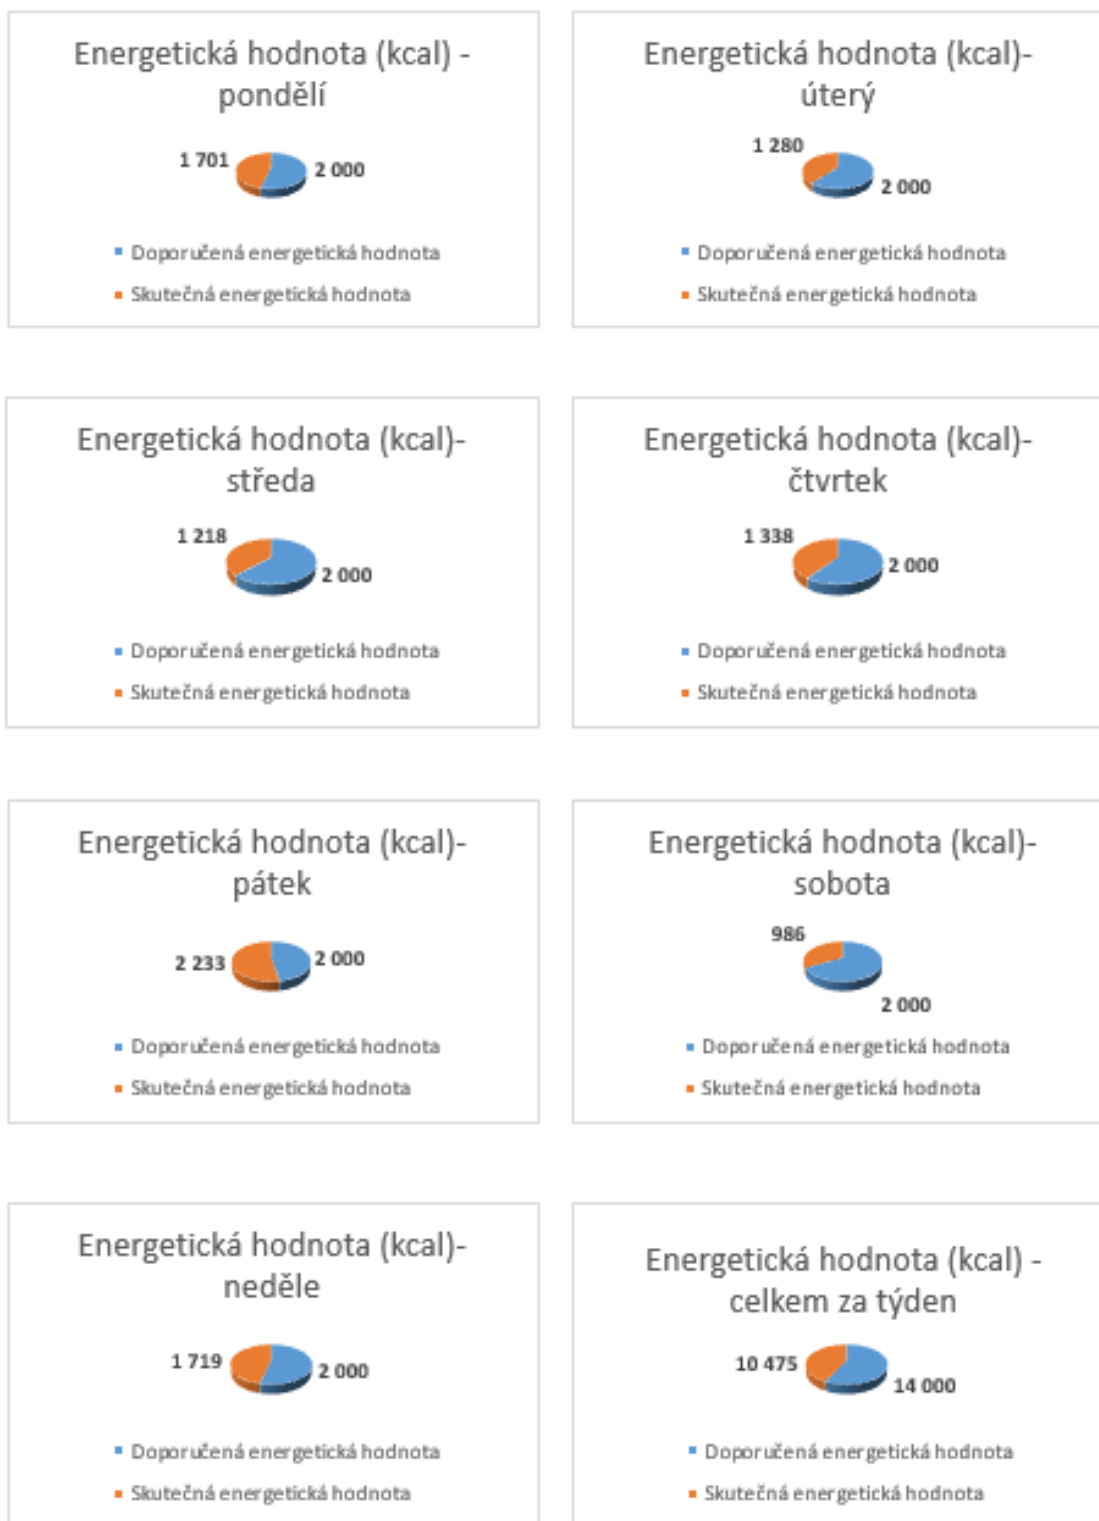 Energetická hodnota (kcal) -
pondělí
1 701
2 000
Doporučená energetická hodnota
Skutečná energetická hodnota
Energetická hodnota (kcal)-
úterý
1 280
2 000
Doporučená energetická hodnota
Skutečná energetická hodnota
Energetická hodnota (kcal)-
středa
1 218
2 000
Doporučená energetická hodnota
Skutečná energetická hodnota
Energetická hodnota (kcal)-
čtvrtek
1 338
2 000
Doporučená energetická hodnota
Skutečná energetická hodnota
Energetická hodnota (kcal)-
pátek
2 233
2 000
Doporučená energetická hodnota
Skutečná energetická hodnota
Energetická hodnota (kcal)-
sobota
986
2 000
Doporučená energetická hodnota
Skutečná energetická hodnota
Energetická hodnota (kcal)-
neděle
1 719
2 000
Doporučená energetická hodnota
Skutečná energetická hodnota
Energetická hodnota (kcal) -
celkem za týden
10 475
14 000
Doporučená energetická hodnota
Skutečná energetická hodnota